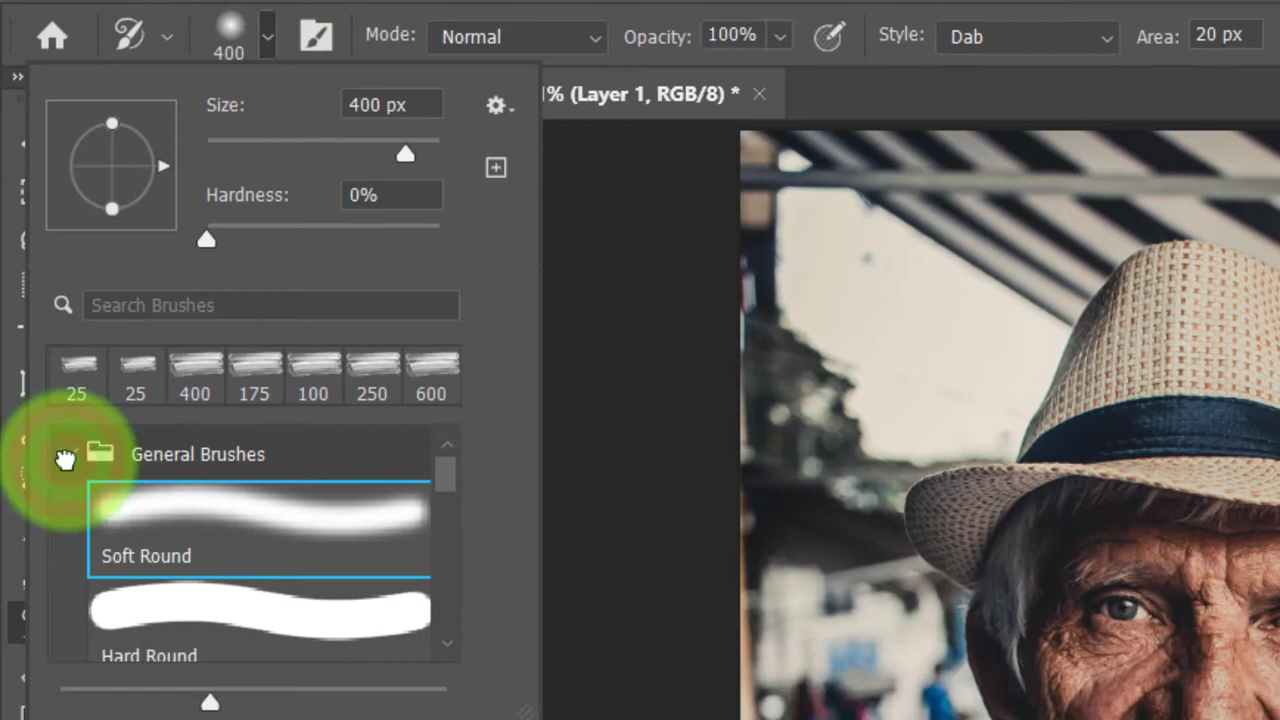 400
Mode: Normal Opacity: 100% Style: Dab Area: 20 px
% (Layer 1, RGB/8) *
Size: 400 px
Hardness: 0%
Search Brushes
25 25 400 175 100 250 600
General Brushes
Soft Round
Hard Round